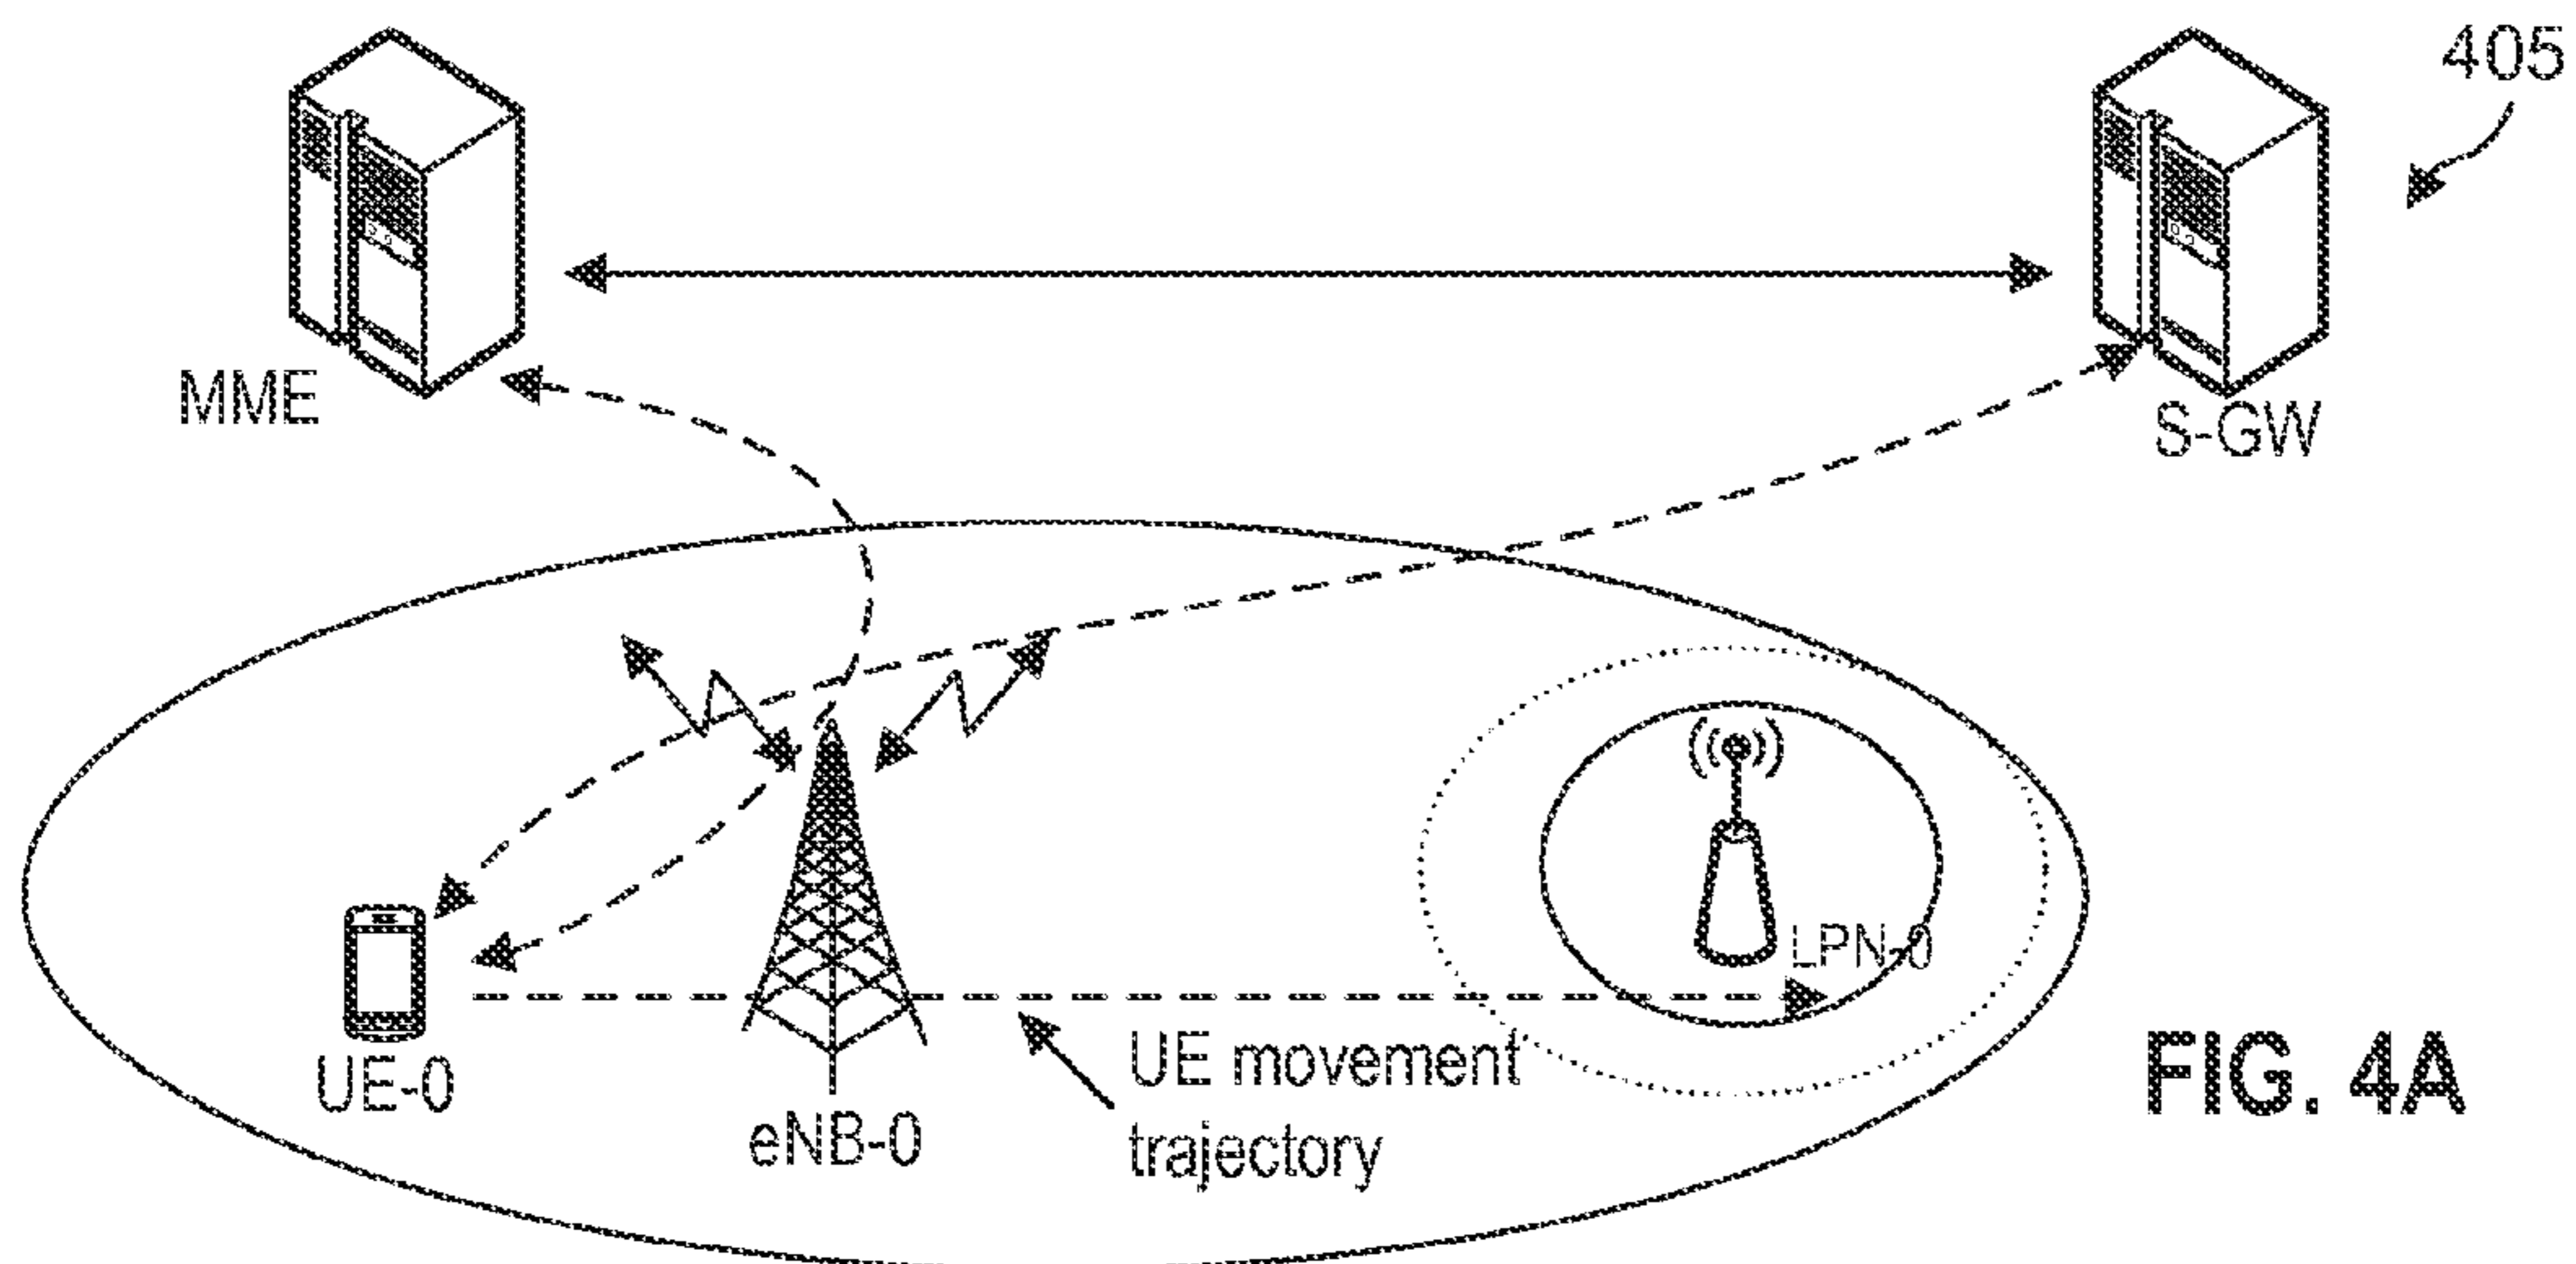 405
MME
S-GW
LPN-0
UE-0
eNB-0
UE movement
trajectory
FIG. 4A